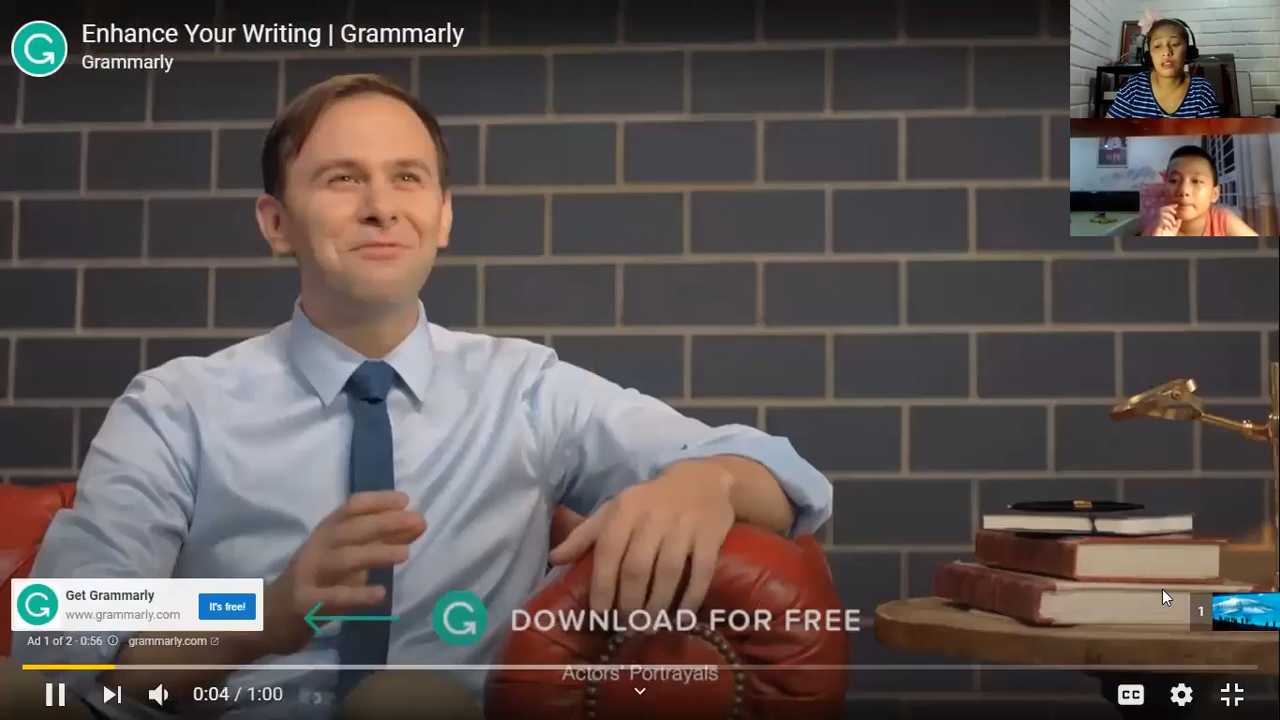 Enhance Your Writing | Grammarly
Grammarly
Get Grammarly
www.grammarly.com
It's free!
DOWNLOAD FOR FREE
1
Ad 1 of 2 · 0:56
grammarly.com
Actors' Portrayals
0:04 / 1:00
CC